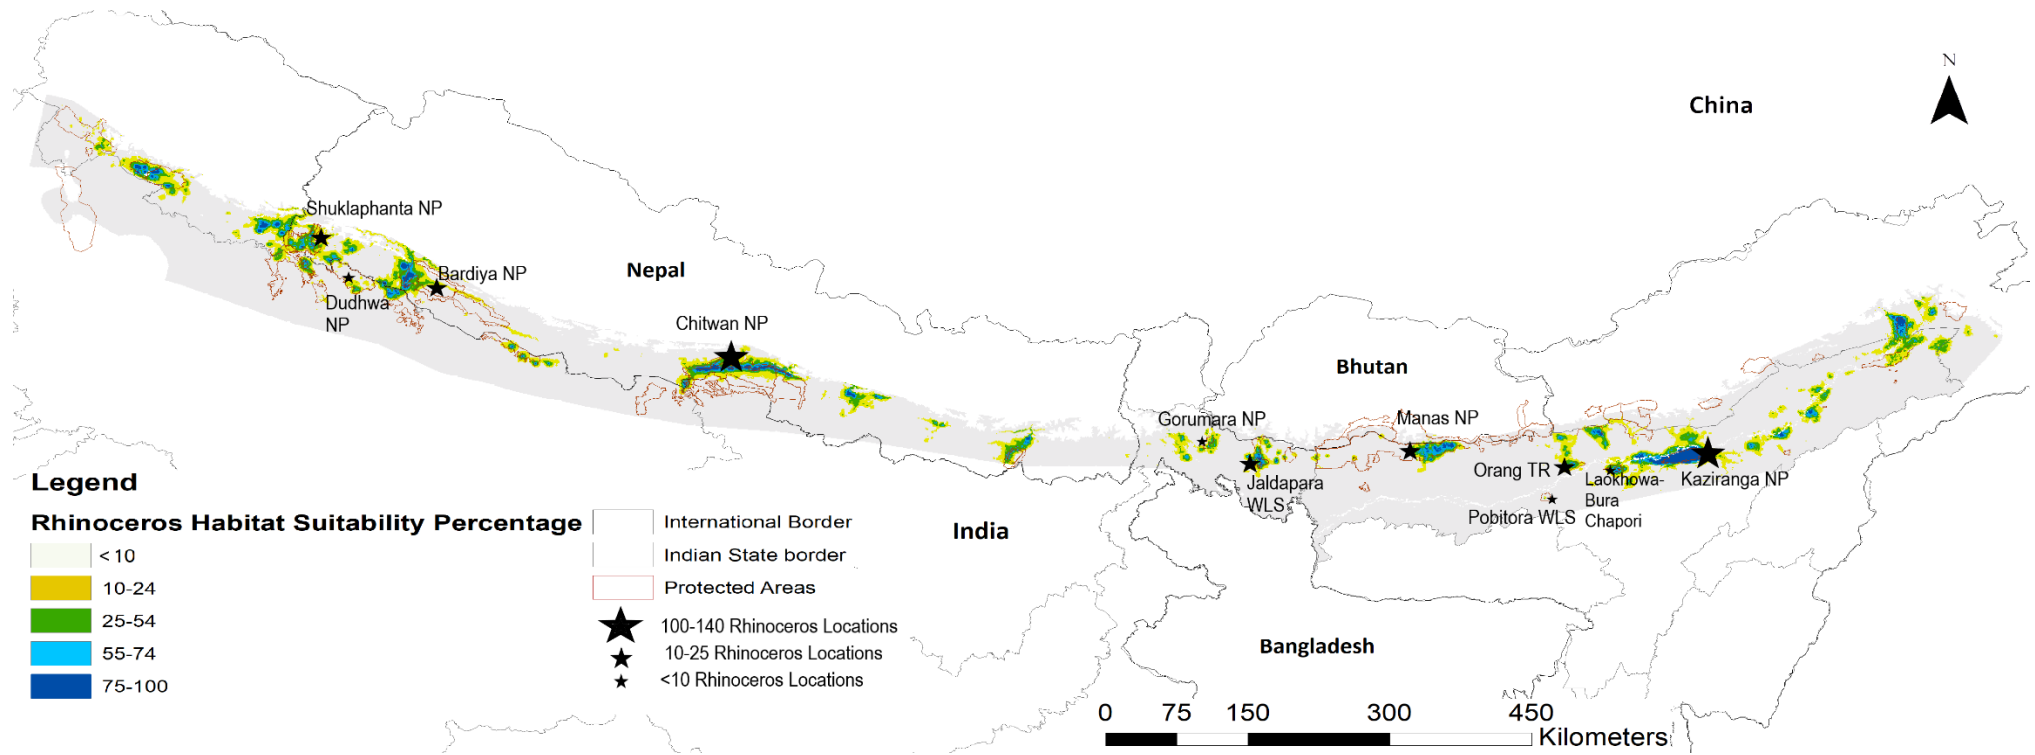 N
China
Shuklaphanta NP
Nepal
Bardiya NP
Dudhwa
NP
Chitwan NP
Bhutan
Gorumara NP
Manas NP
Orang TR
Jaldapara
WLS
Laokhowa-
Bura
Chapori
Kaziranga NP
Pobitora WLS
India
Bangladesh
Legend
Rhinoceros Habitat Suitability Percentage
<10
10-24
25-54
55-74
75-100
International Border
Indian State border
Protected Areas
100-140 Rhinoceros Locations
10-25 Rhinoceros Locations
<10 Rhinoceros Locations
0 75 150 300 450
Kilometers